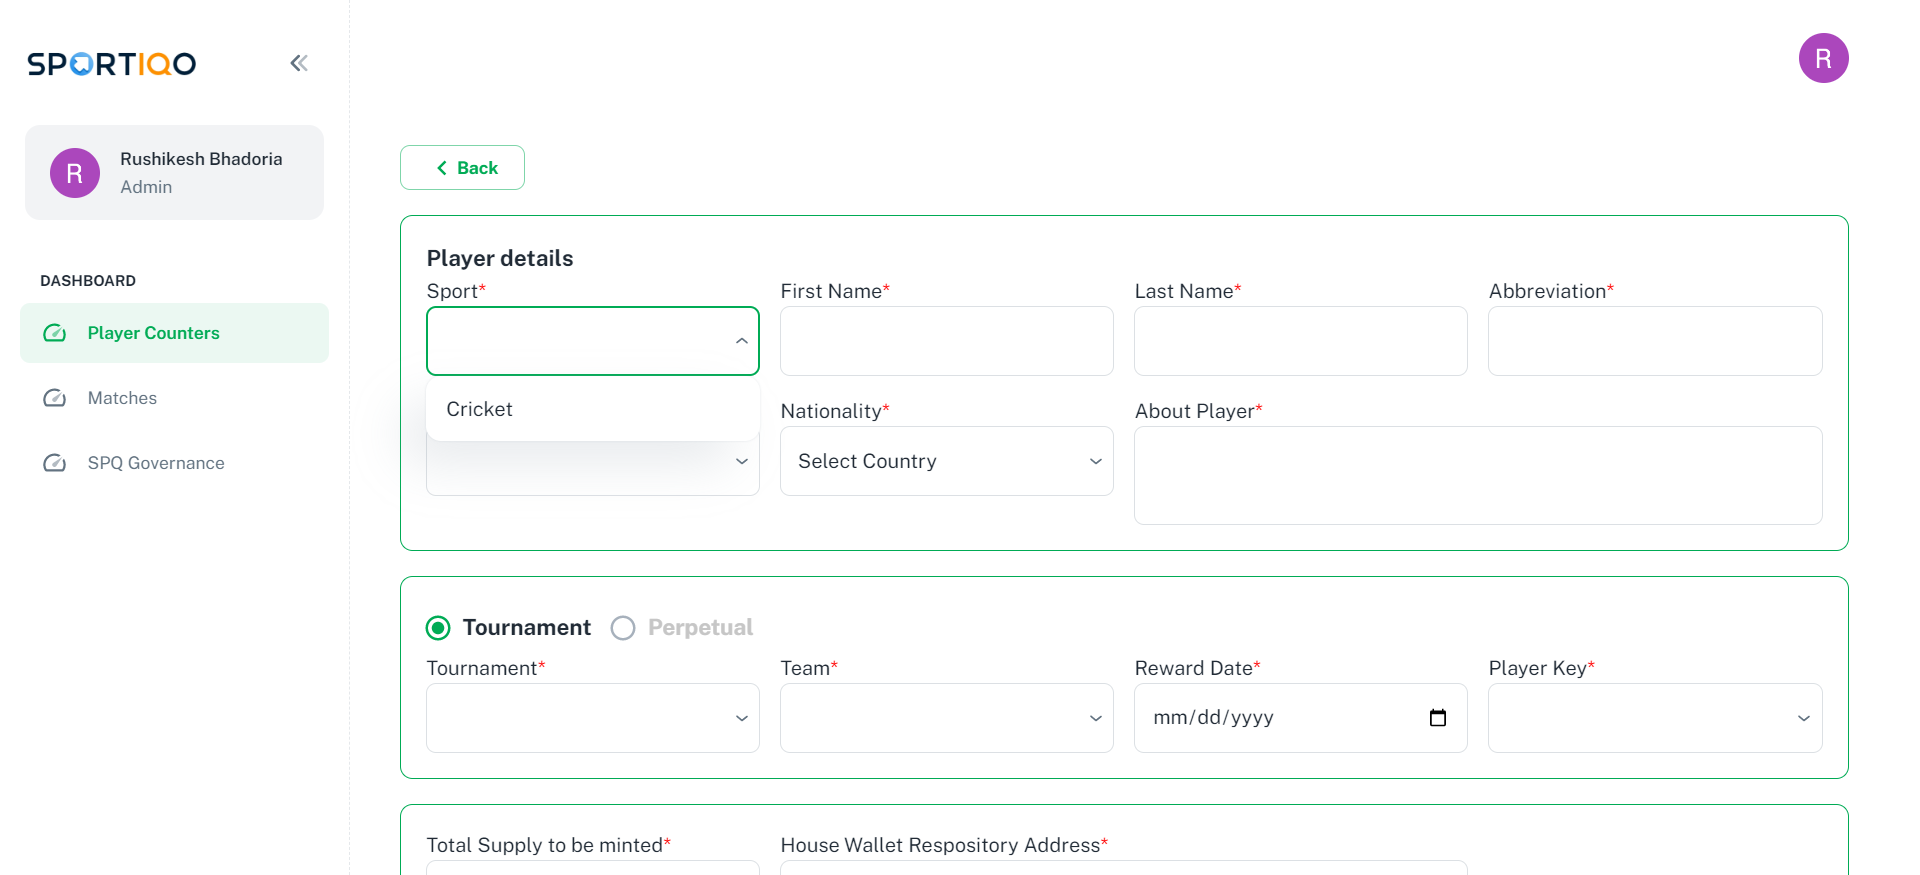 SPORTIQO
R
R
Rushikesh Bhadoria
Admin
Back
DASHBOARD
Player Counters
Matches
SPQ Governance
Player details
Sport*
First Name*
Last Name*
Abbreviation*
Cricket
Nationality*
About Player*
Select Country
Tournament
Perpetual
Tournament*
Team*
Reward Date*
Player Key*
mm/dd/yyyy
Total Supply to be minted*
House Wallet Respository Address*